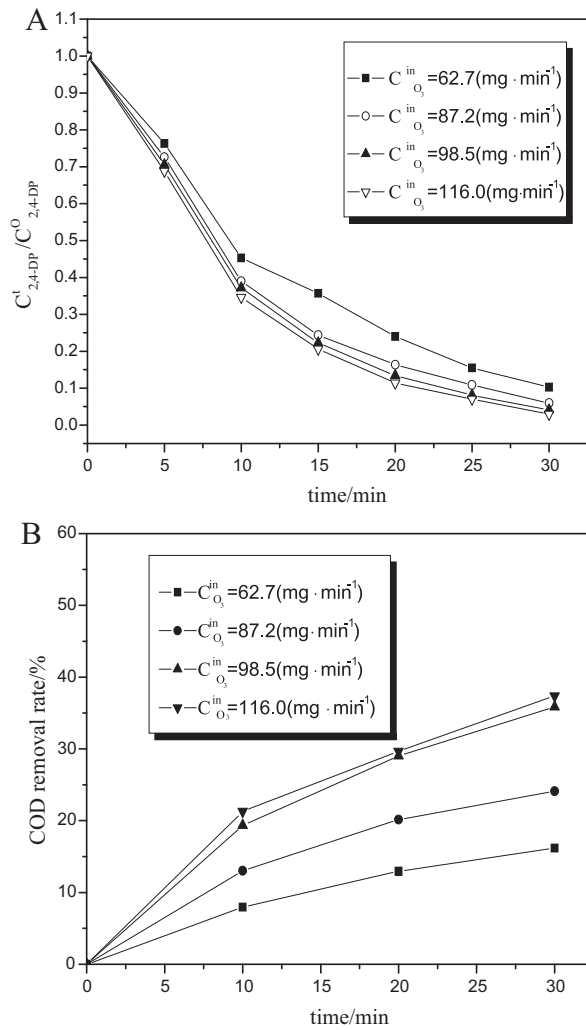 A
1.1
1.0
0.9
0.8
0.7
0.6
0.5
0.4
0.3
0.2
0.1
0.0
C^t_2,4-DP/C^O_2,4-DP
C^in_O3=62.7(mg·min^-1)
C^in_O3=87.2(mg·min^-1)
C^in_O3=98.5(mg·min^-1)
C^in_O3=116.0(mg·min^-1)
0 5 10 15 20 25 30
time/min
B
60
50
40
30
20
10
0
COD removal rate/%
C^in_O3=62.7(mg·min^-1)
C^in_O3=87.2(mg·min^-1)
C^in_O3=98.5(mg·min^-1)
C^in_O3=116.0(mg·min^-1)
0 5 10 15 20 25 30
time/min